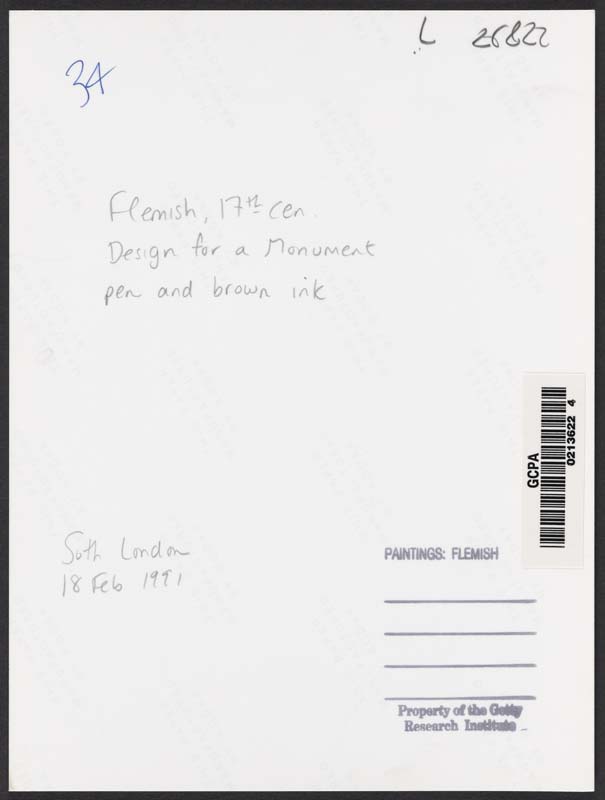 L 26822
34
Flemish, 17th cen.
Design for a Monument
pen and brown ink
GCPA
0213622 4
Soth London
18 Feb 1991
PAINTINGS: FLEMISH
Property of the Getty
Research Institute